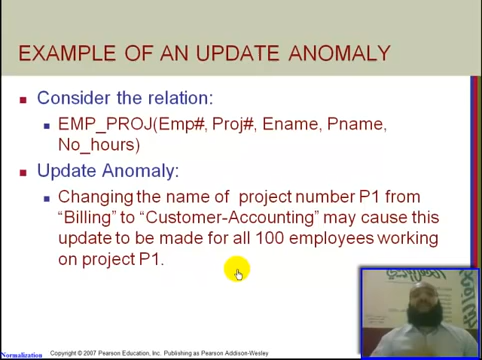 EXAMPLE OF AN UPDATE ANOMALY
Consider the relation:
EMP_PROJ(Emp#, Proj#, Ename, Pname,
No_hours)
Update Anomaly:
Changing the name of project number P1 from
“Billing” to “Customer-Accounting” may cause this
update to be made for all 100 employees working
on project P1.
Normalization
Copyright © 2007 Pearson Education, Inc. Publishing as Pearson Addison-Wesley